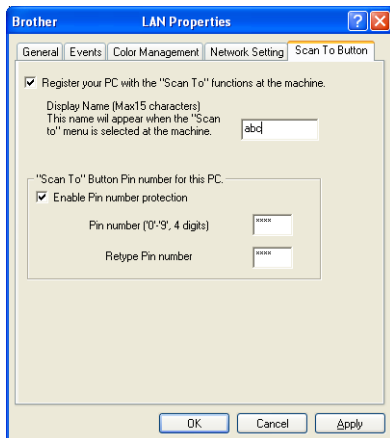 Brother LAN Properties
General Events Color Management Network Setting Scan To Button
Register your PC with the "Scan To" functions at the machine.
Display Name (Max15 characters)
This name will appear when the "Scan
to" menu is selected at the machine.
abc
"Scan To" Button Pin number for this PC.
Enable Pin number protection
Pin number ('0'-'9', 4 digits) ****
Retype Pin number ****
OK Cancel Apply